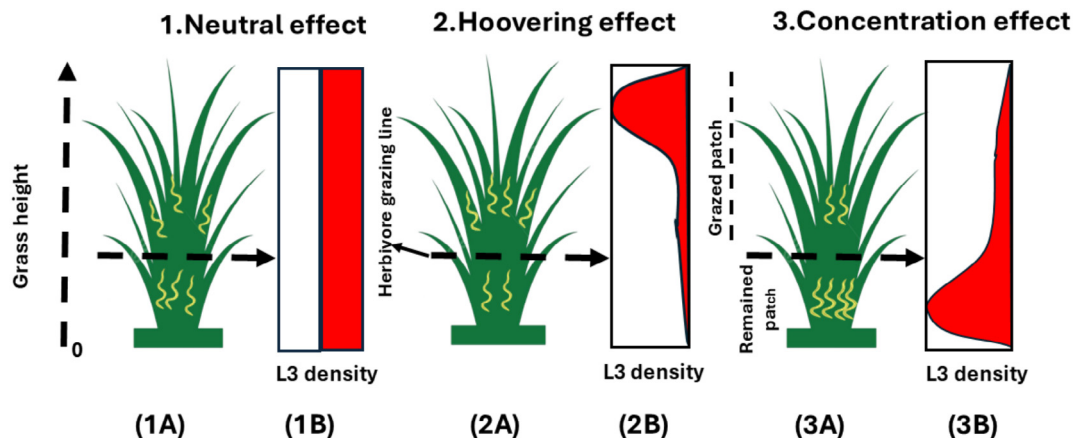 1.Neutral effect
2.Hoovering effect
3.Concentration effect
Grass height
0
Herbivore grazing line
Grazed patch
Remained
patch
L3 density
L3 density
L3 density
(1A)
(1B)
(2A)
(2B)
(3A)
(3B)